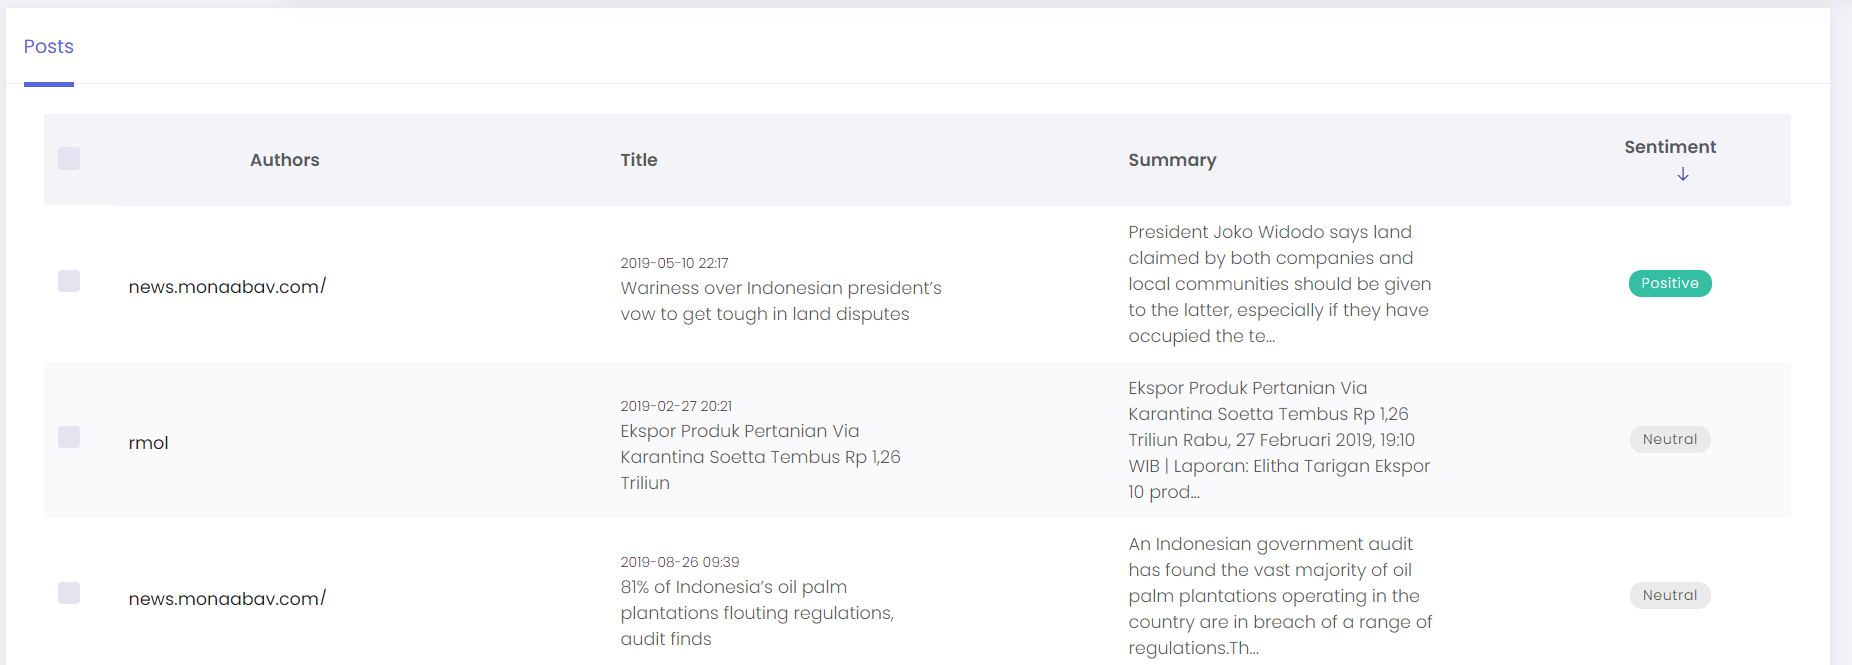 Posts
Authors
Title
Summary
Sentiment
news.monaabav.com/
2019-05-10 22:17
Wariness over Indonesian president’s
vow to get tough in land disputes
President Joko Widodo says land
claimed by both companies and
local communities should be given
to the latter, especially if they have
occupied the te...
Positive
rmol
2019-02-27 20:21
Ekspor Produk Pertanian Via
Karantina Soetta Tembus Rp 1,26
Triliun
Ekspor Produk Pertanian Via
Karantina Soetta Tembus Rp 1,26
Triliun Rabu, 27 Februari 2019, 19:10
WIB | Laporan: Elitha Tarigan Ekspor
10 prod...
Neutral
news.monaabav.com/
2019-08-26 09:39
81% of Indonesia’s oil palm
plantations flouting regulations,
audit finds
An Indonesian government audit
has found the vast majority of oil
palm plantations operating in the
country are in breach of a range of
regulations.Th...
Neutral